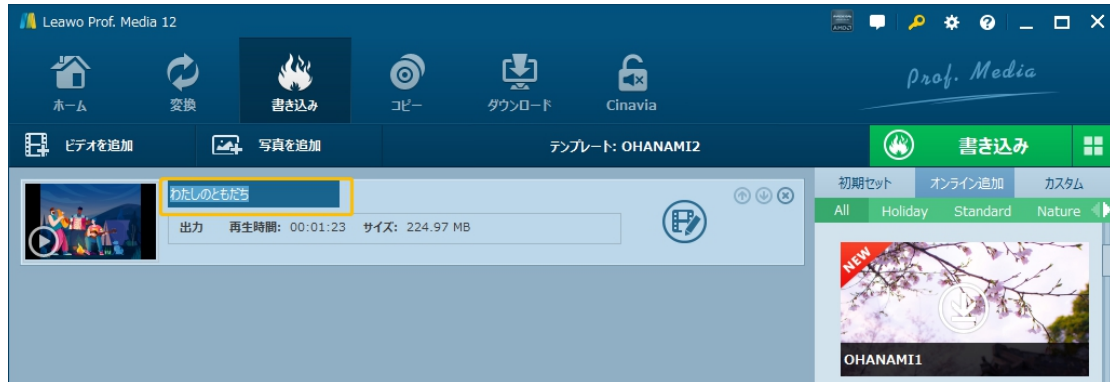 Leawo Prof. Media 12
AMD
Prof. Media
ホーム
変換
書き込み
コピー
ダウンロード
Cinavia
ビデオを追加
写真を追加
テンプレート: OHANAMI2
書き込み
わたしのともだち
出力 再生時間: 00:01:23 サイズ: 224.97 MB
初期セット オンライン追加 カスタム
All Holiday Standard Nature
NEW
OHANAMI1